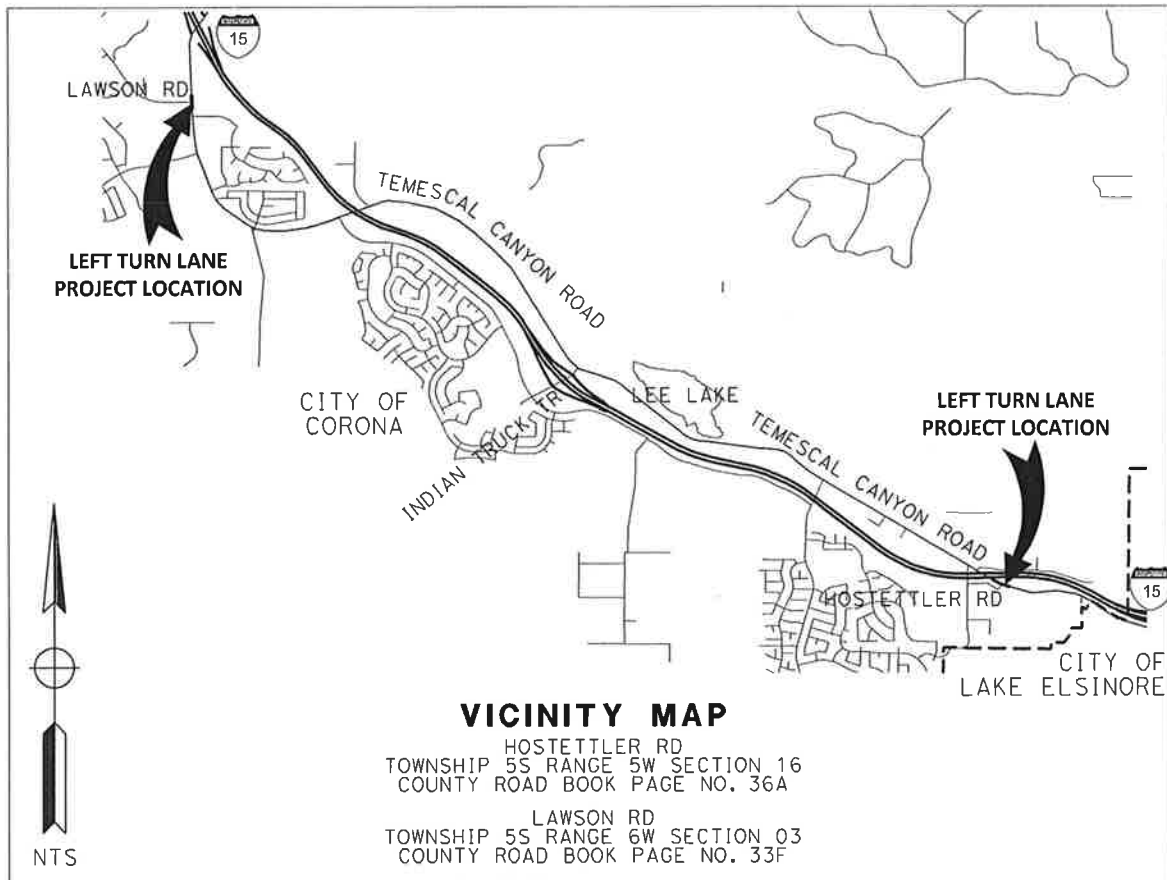 15
LAWSON RD
LEFT TURN LANE
PROJECT LOCATION
TEMESCAL CANYON ROAD
CITY OF
CORONA
INDIAN TRUCK TR
LEE LAKE
LEFT TURN LANE
PROJECT LOCATION
TEMESCAL CANYON ROAD
HOSTETTLER RD
15
CITY OF
LAKE ELSINORE
NTS
VICINITY MAP
HOSTETTLER RD
TOWNSHIP 5S RANGE 5W SECTION 16
COUNTY ROAD BOOK PAGE NO. 36A
LAWSON RD
TOWNSHIP 5S RANGE 6W SECTION 03
COUNTY ROAD BOOK PAGE NO. 33F